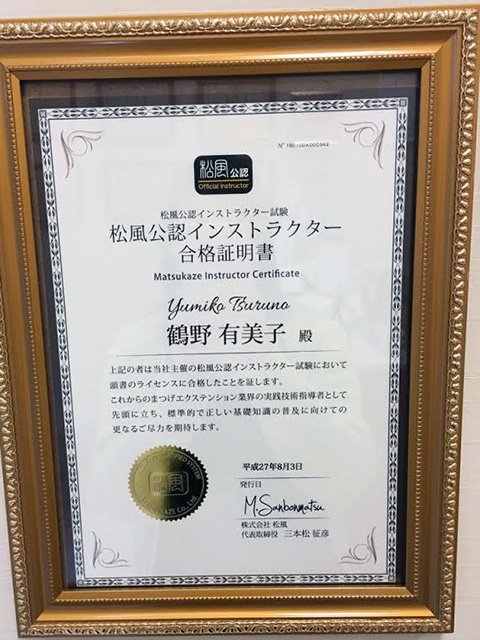 Nº 180100A000342
松風公認
Official Instructor
松風公認インストラクター試験
松風公認インストラクター
合格証明書
Matsukaze Instructor Certificate
Yumiko Tsuruno
鶴野 有美子 殿
上記の者は当社主催の松風公認インストラクター試験において
頭書のライセンスに合格したことを証します。
これからのまつげエクステンション業界の実践技術指導者として
先頭に立ち、標準的で正しい基礎知識の普及に向けての
更なるご尽力を期待します。
平成27年8月3日
発行日
M.Sanbonmatsu
株式会社 松風
代表取締役 三本松 征彦
松風
Co.,Ltd